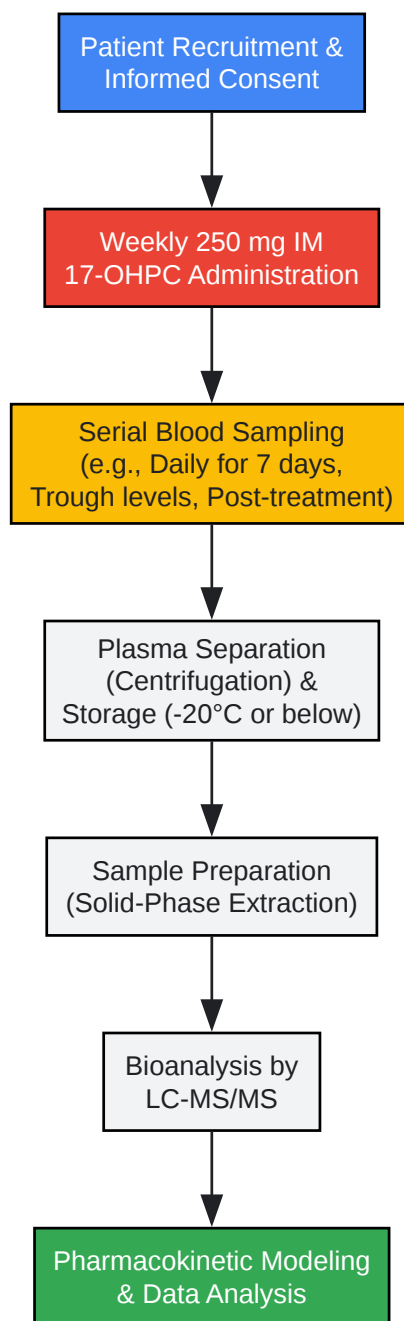 Patient Recruitment &
Informed Consent
Weekly 250 mg IM
17-OHPC Administration
Serial Blood Sampling
(e.g., Daily for 7 days,
Trough levels, Post-treatment)
Plasma Separation
(Centrifugation) &
Storage (-20°C or below)
Sample Preparation
(Solid-Phase Extraction)
Bioanalysis by
LC-MS/MS
Pharmacokinetic Modeling
& Data Analysis